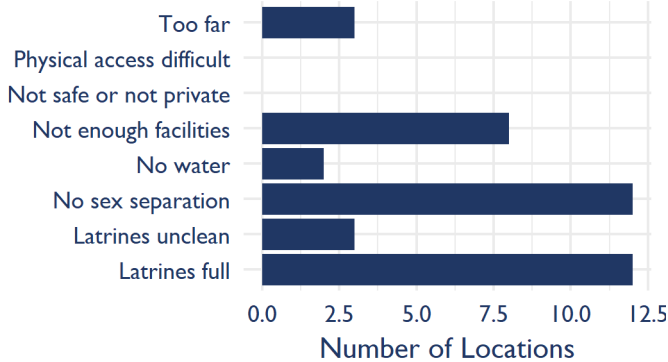 Too far
Physical access difficult
Not safe or not private
Not enough facilities
No water
No sex separation
Latrines unclean
Latrines full
0.0 2.5 5.0 7.5 10.0 12.5
Number of Locations